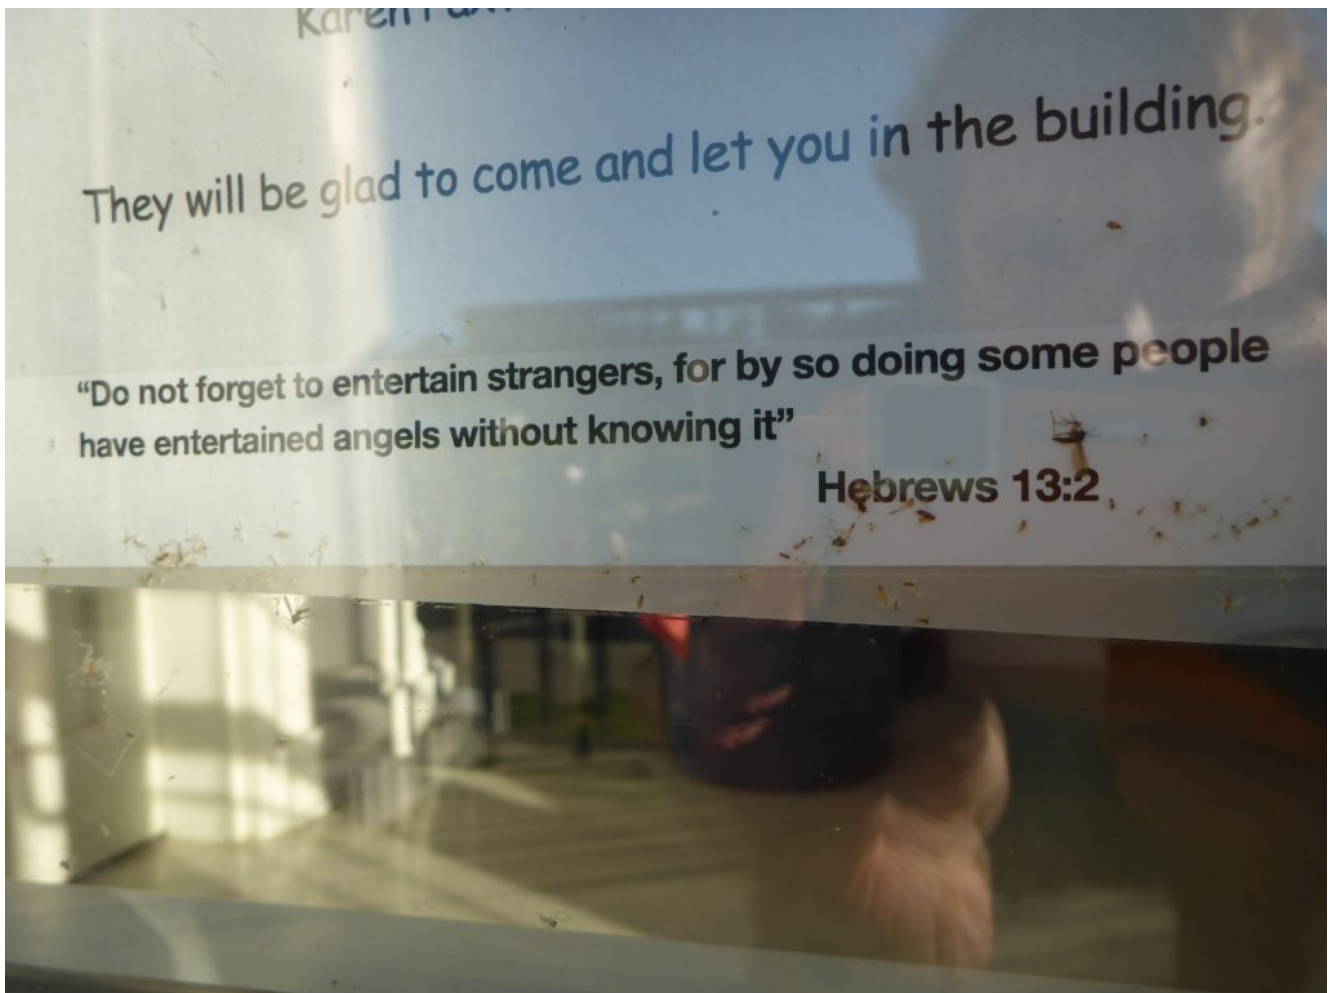 Karen
They will be glad to come and let you in the building.
“Do not forget to entertain strangers, for by so doing some people
have entertained angels without knowing it”
Hebrews 13:2